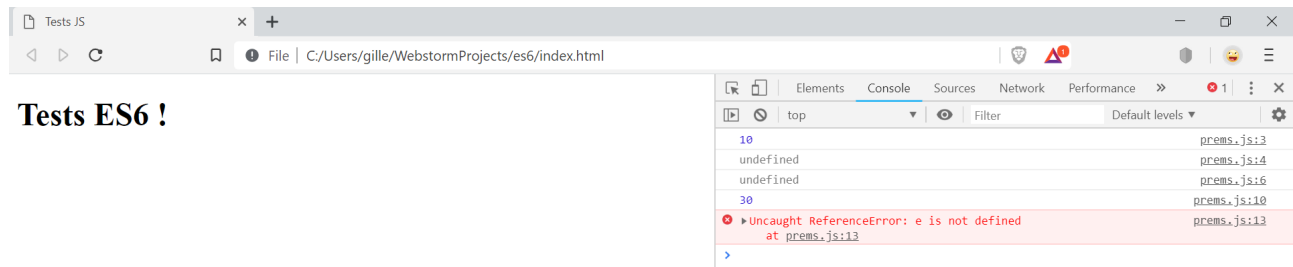 Tests JS
File | C:/Users/gille/WebstormProjects/es6/index.html
1
Tests ES6 !
Elements Console Sources Network Performance » 1
top Filter Default levels ▼
10 prems.js:3
undefined prems.js:4
undefined prems.js:6
30 prems.js:10
Uncaught ReferenceError: e is not defined prems.js:13
at prems.js:13